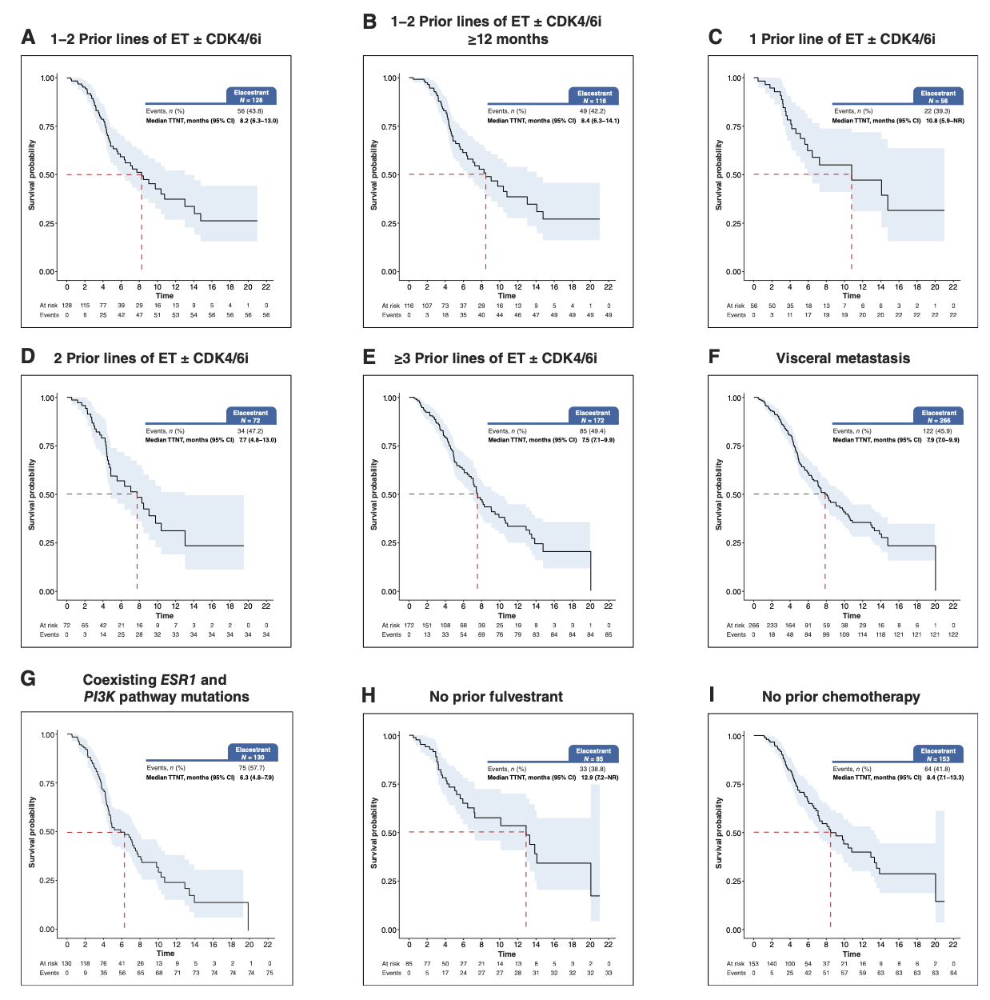 A 1–2 Prior lines of ET ± CDK4/6i
1.00
0.75
0.50
0.25
0.00
Survival probability
Elacestrant
N = 128
Events, n (%) 56 (43.8)
Median TTNT, months (95% CI) 8.2 (6.3–13.0)
0 2 4 6 8 10 12 14 16 18 20 22
Time
At risk 128 115 77 39 29 16 13 9 5 4 1 0
Events 0 6 25 42 47 51 53 54 56 56 56 56
B 1–2 Prior lines of ET ± CDK4/6i
≥12 months
1.00
0.75
0.50
0.25
0.00
Survival probability
Elacestrant
N = 116
Events, n (%) 49 (42.2)
Median TTNT, months (95% CI) 8.4 (6.3–14.1)
0 2 4 6 8 10 12 14 16 18 20 22
Time
At risk 116 107 73 37 29 16 13 9 5 4 1 0
Events 0 3 18 35 40 44 46 47 49 49 49 49
C 1 Prior line of ET ± CDK4/6i
1.00
0.75
0.50
0.25
0.00
Survival probability
Elacestrant
N = 56
Events, n (%) 22 (39.3)
Median TTNT, months (95% CI) 10.8 (5.9–NR)
0 2 4 6 8 10 12 14 16 18 20 22
Time
At risk 56 50 35 18 13 7 6 6 3 2 1 0
Events 0 3 11 17 19 19 20 20 22 22 22 22
D 2 Prior lines of ET ± CDK4/6i
1.00
0.75
0.50
0.25
0.00
Survival probability
Elacestrant
N = 72
Events, n (%) 34 (47.2)
Median TTNT, months (95% CI) 7.7 (4.8–13.0)
0 2 4 6 8 10 12 14 16 18 20 22
Time
At risk 72 65 42 21 16 9 7 3 2 2 0 0
Events 0 3 14 25 28 32 33 34 34 34 34 34
E ≥3 Prior lines of ET ± CDK4/6i
1.00
0.75
0.50
0.25
0.00
Survival probability
Elacestrant
N = 172
Events, n (%) 85 (49.4)
Median TTNT, months (95% CI) 7.5 (7.1–9.9)
0 2 4 6 8 10 12 14 16 18 20 22
Time
At risk 172 151 108 68 39 25 19 8 3 3 1 0
Events 0 13 33 54 69 76 79 83 84 84 84 85
F Visceral metastasis
1.00
0.75
0.50
0.25
0.00
Survival probability
Elacestrant
N = 266
Events, n (%) 122 (45.9)
Median TTNT, months (95% CI) 7.9 (7.0–9.9)
0 2 4 6 8 10 12 14 16 18 20 22
Time
At risk 266 233 164 91 59 38 29 16 8 6 1 0
Events 0 18 48 84 99 109 114 118 121 121 121 122
G Coexisting ESR1 and
PI3K pathway mutations
1.00
0.75
0.50
0.25
0.00
Survival probability
Elacestrant
N = 130
Events, n (%) 75 (57.7)
Median TTNT, months (95% CI) 6.3 (4.8–7.9)
0 2 4 6 8 10 12 14 16 18 20 22
Time
At risk 130 118 76 41 26 13 9 5 3 2 1 0
Events 0 9 35 56 65 68 71 73 74 74 74 75
H No prior fulvestrant
1.00
0.75
0.50
0.25
0.00
Survival probability
Elacestrant
N = 85
Events, n (%) 33 (38.8)
Median TTNT, months (95% CI) 12.9 (7.2–NR)
0 2 4 6 8 10 12 14 16 18 20 22
Time
At risk 85 77 50 27 21 14 13 8 5 3 2 0
Events 0 5 17 24 27 27 28 31 32 32 32 33
I No prior chemotherapy
1.00
0.75
0.50
0.25
0.00
Survival probability
Elacestrant
N = 153
Events, n (%) 64 (41.8)
Median TTNT, months (95% CI) 8.4 (7.1–13.3)
0 2 4 6 8 10 12 14 16 18 20 22
Time
At risk 153 140 100 54 37 21 16 9 8 6 2 0
Events 0 5 25 42 51 57 59 63 63 63 63 64